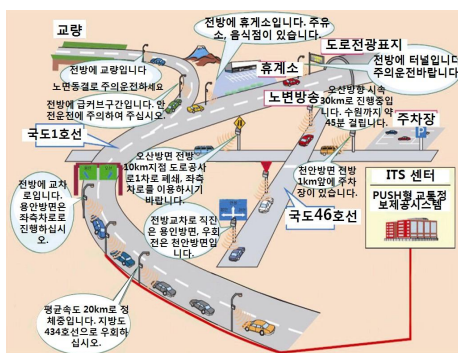 교량
전방에 휴게소입니다. 주유
소, 음식점이 있습니다.
도로전광표지
전방에 교량입니다
노면동결로 주의운전하세요
휴게소
전방에 터널입니다
주의운전바랍니다.
전방에 급커브구간입니다. 안
전운전에 주의하여 주십시오.
노변방송
오산방향 시속
30km로 진행중입
니다. 수원까지 약
45분 걸립니다.
주차장
국도1호선
오산방면 전방
10km지점 도로공사
로1차로 폐쇄, 좌측
차로를 이용하시기
바랍니다.
천안방면 전방
1km앞에 주차
장이 있습니다.
ITS 센터
PUSH형 교통정
보제공시스템
전방에 교차
로입니다.
용인방면은
좌측차로로
진행하십시
오.
국도46호선
전방교차로 직진
은 용인방면, 우회
전은 천안방면입
니다.
평균속도 20km로 정
체중입니다. 지방도
434호선으로 우회하
십시오.